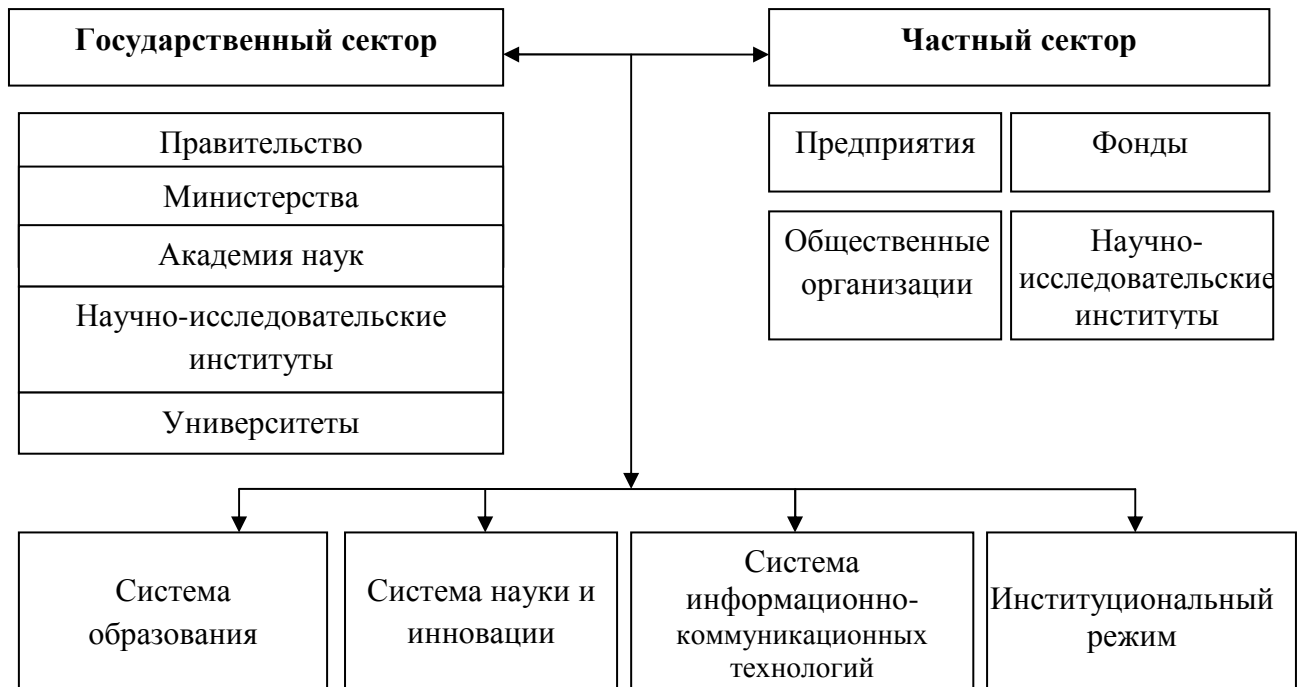 Государственный сектор
Частный сектор
Правительство
Министерства
Академия наук
Научно-исследовательские
институты
Университеты
Предприятия
Фонды
Общественные
организации
Научно-
исследовательские
институты
Система
образования
Система науки и
инновации
Система
информационно-
коммуникационных
технологий
Институциональный
режим